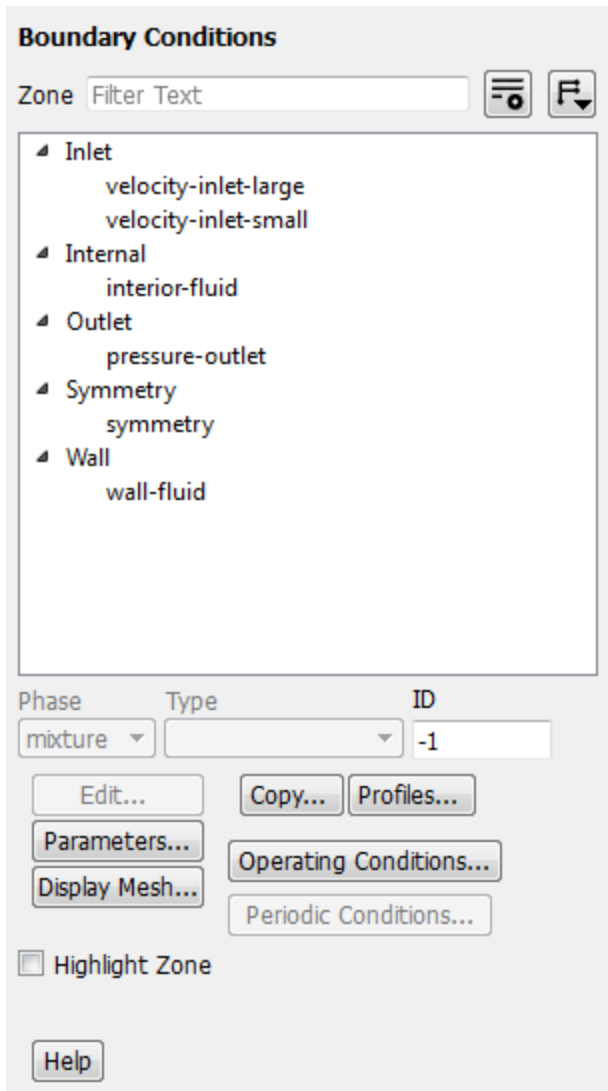 Boundary Conditions
Zone Filter Text
Inlet
velocity-inlet-large
velocity-inlet-small
Internal
interior-fluid
Outlet
pressure-outlet
Symmetry
symmetry
Wall
wall-fluid
Phase Type ID
mixture -1
Edit... Copy... Profiles...
Parameters...
Operating Conditions...
Display Mesh...
Periodic Conditions...
Highlight Zone
Help